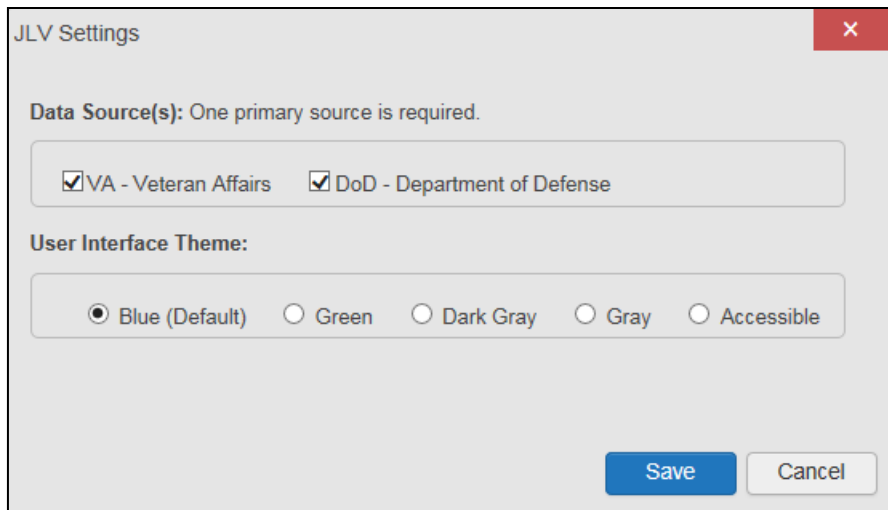 JLV Settings
Data Source(s): One primary source is required.
VA - Veteran Affairs DoD - Department of Defense
User Interface Theme:
Blue (Default) Green Dark Gray Gray Accessible
Save Cancel